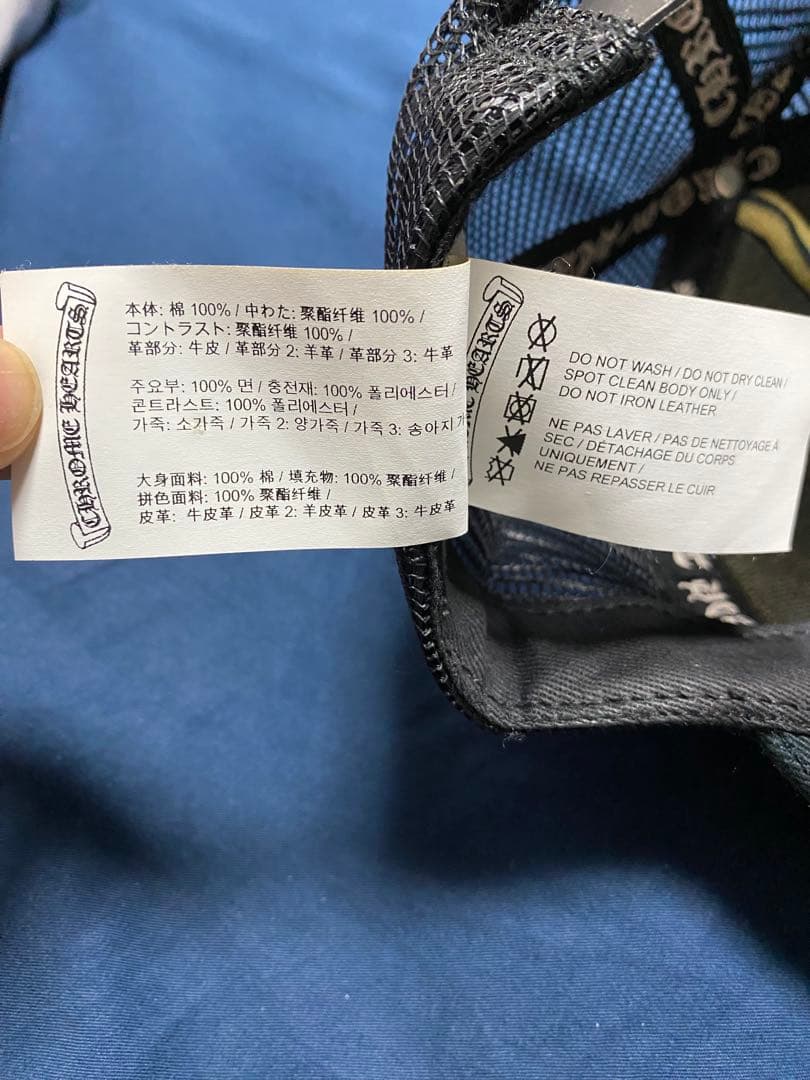 CHROME HEARTS
本体: 棉 100% / 中わた: 聚酯纤维 100% /
コントラスト: 聚酯纤维 100% /
革部分: 牛皮 / 革部分 2: 羊革 / 革部分 3: 牛革
주요부: 100% 면 / 충전재: 100% 폴리에스터 /
콘트라스트: 100% 폴리에스터 /
가죽: 소가죽 / 가죽 2: 양가죽 / 가죽 3: 송아지
大身面料: 100% 棉 / 填充物: 100% 聚酯纤维 /
拼色面料: 100% 聚酯纤维 /
皮革: 牛皮革 / 皮革 2: 羊皮革 / 皮革 3: 牛皮革
HEARTS
DO NOT WASH / DO NOT DRY CLEAN /
SPOT CLEAN BODY ONLY /
DO NOT IRON LEATHER
NE PAS LAVER / PAS DE NETTOYAGE À
SEC / DÉTACHAGE DU CORPS
UNIQUEMENT /
NE PAS REPASSER LE CUIR